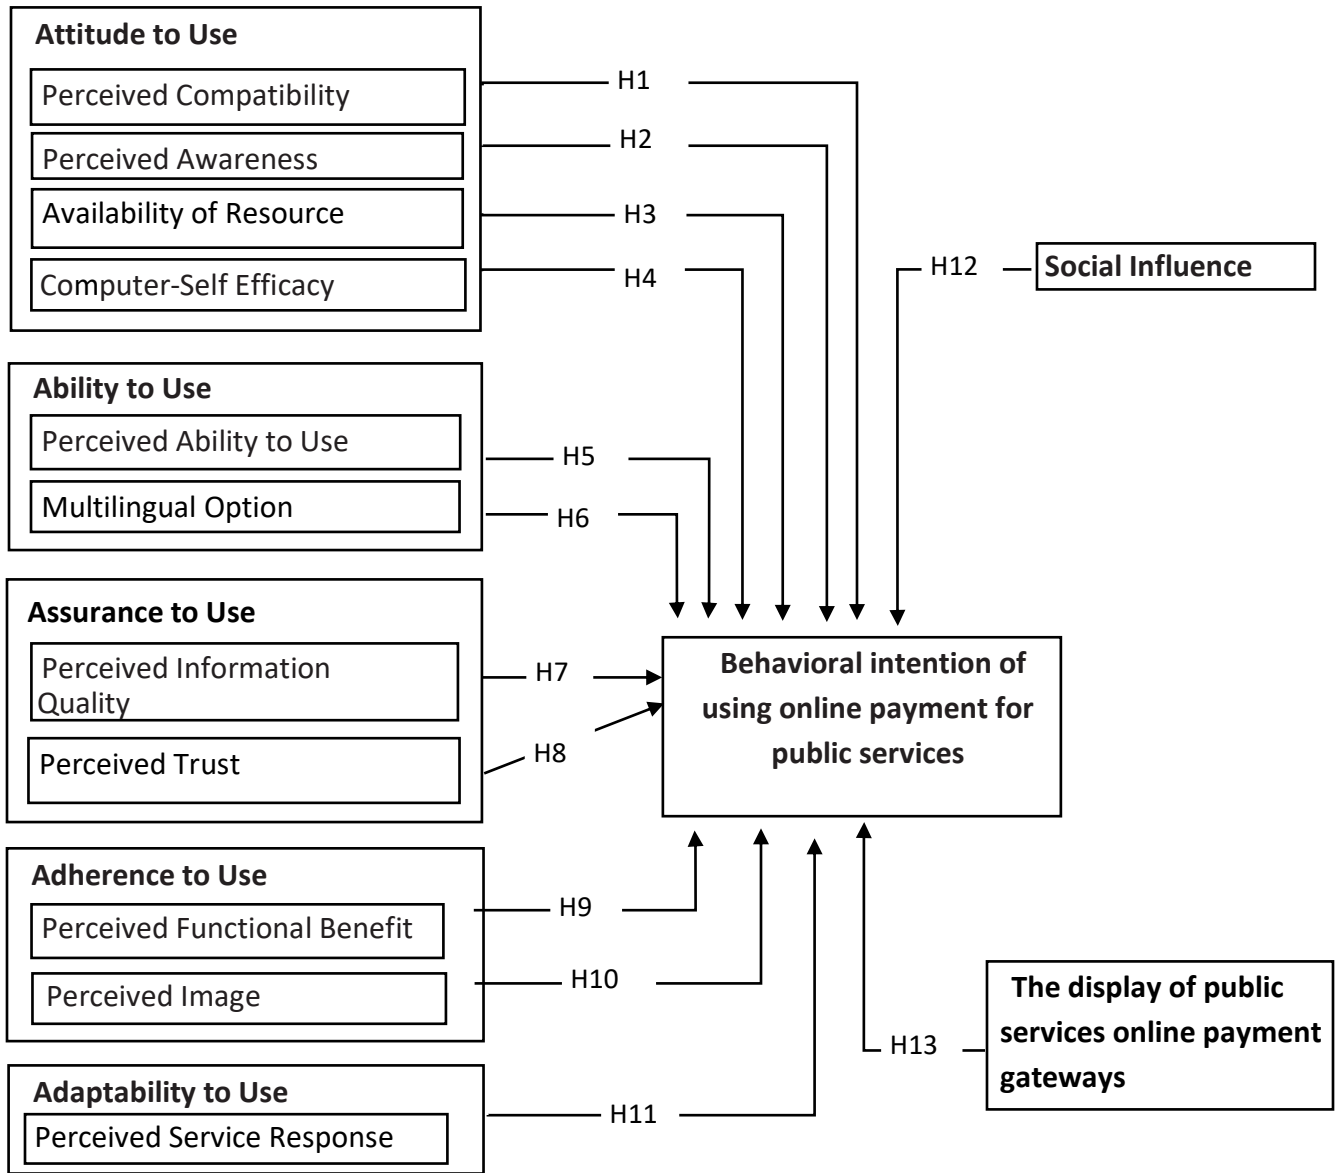 Attitude to Use
Perceived Compatibility
H1
Perceived Awareness
H2
Availability of Resource
H3
Computer-Self Efficacy
H4
H12
Social Influence
Ability to Use
Perceived Ability to Use
H5
Multilingual Option
H6
Assurance to Use
Perceived Information
Quality
H7
Perceived Trust
H8
Behavioral intention of
using online payment for
public services
Adherence to Use
Perceived Functional Benefit
H9
Perceived Image
H10
The display of public
services online payment
gateways
H13
Adaptability to Use
Perceived Service Response
H11